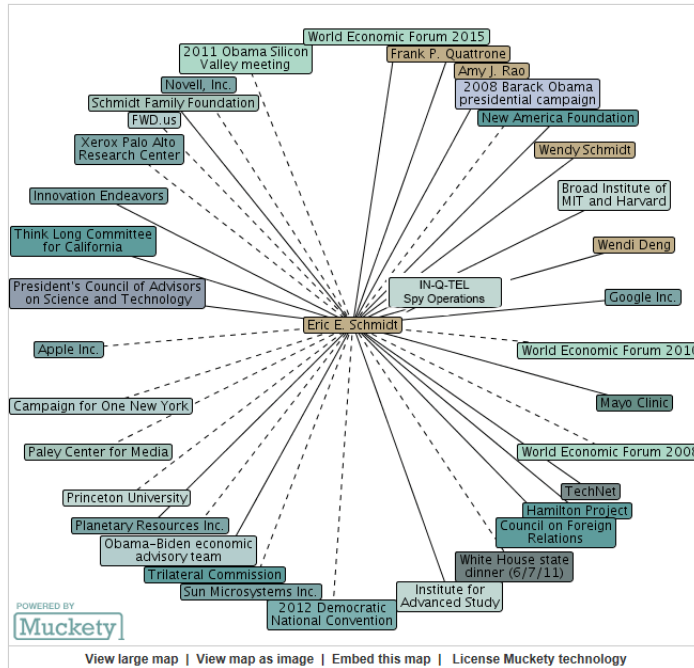 World Economic Forum 2015
2011 Obama Silicon
Valley meeting
Frank P. Quattrone
Amy J. Rao
Novell, Inc.
2008 Barack Obama
presidential campaign
Schmidt Family Foundation
FWD.us
New America Foundation
Xerox Palo Alto
Research Center
Wendy Schmidt
Innovation Endeavors
Broad Institute of
MIT and Harvard
Think Long Committee
for California
Wendi Deng
President's Council of Advisors
on Science and Technology
IN-Q-TEL
Spy Operations
Google Inc.
Eric E. Schmidt
Apple Inc.
World Economic Forum 2010
Campaign for One New York
Mayo Clinic
Paley Center for Media
World Economic Forum 2008
Princeton University
TechNet
Planetary Resources Inc.
Hamilton Project
Council on Foreign
Relations
Obama-Biden economic
advisory team
White House state
dinner (6/7/11)
Trilateral Commission
Sun Microsystems Inc.
Institute for
Advanced Study
2012 Democratic
National Convention
POWERED BY
Muckety
View large map | View map as image | Embed this map | License Muckety technology